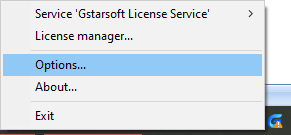 Service 'Gstarsoft License Service'
License manager...
Options...
About...
Exit